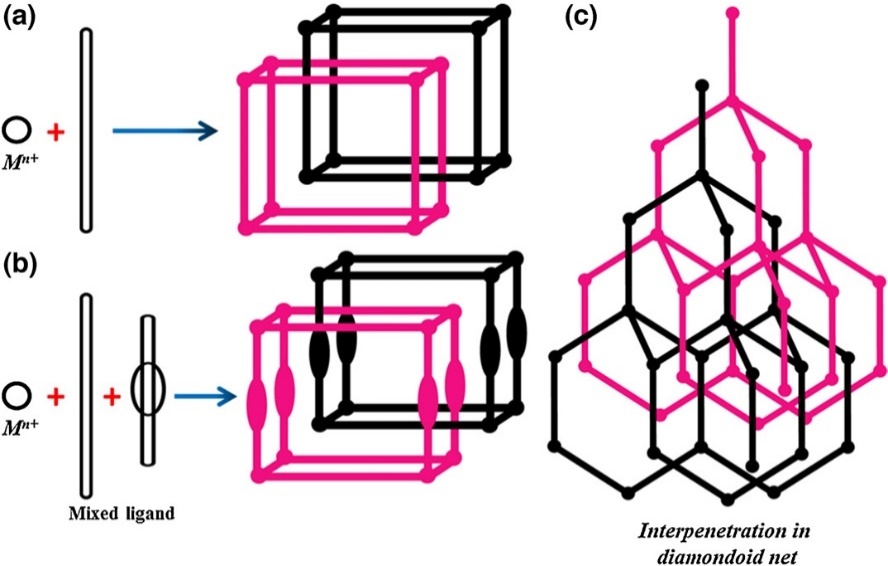 (a)
+
Mⁿ⁺
(b)
+ +
Mⁿ⁺
Mixed ligand
(c)
Interpenetration in
diamondoid net